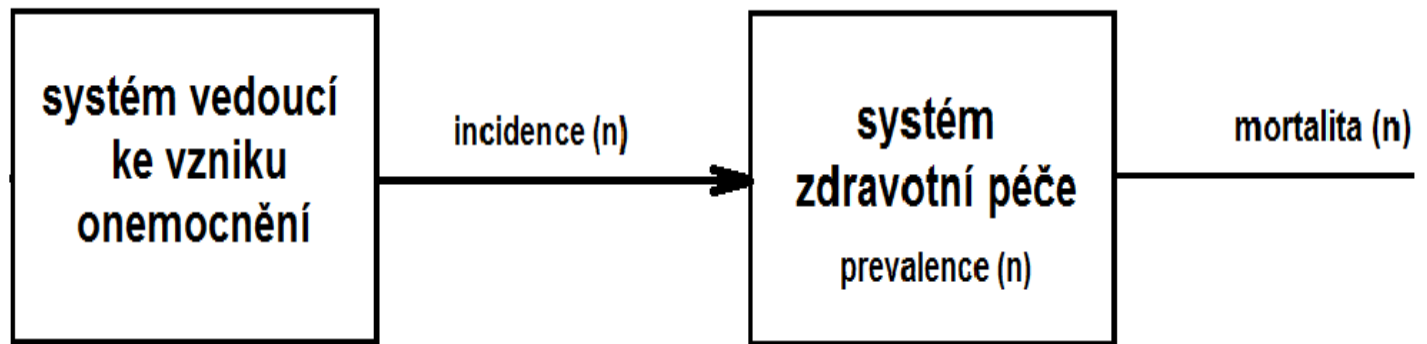 systém vedoucí
ke vzniku
onemocnění
incidence (n)
systém
zdravotní péče
prevalence (n)
mortalita (n)